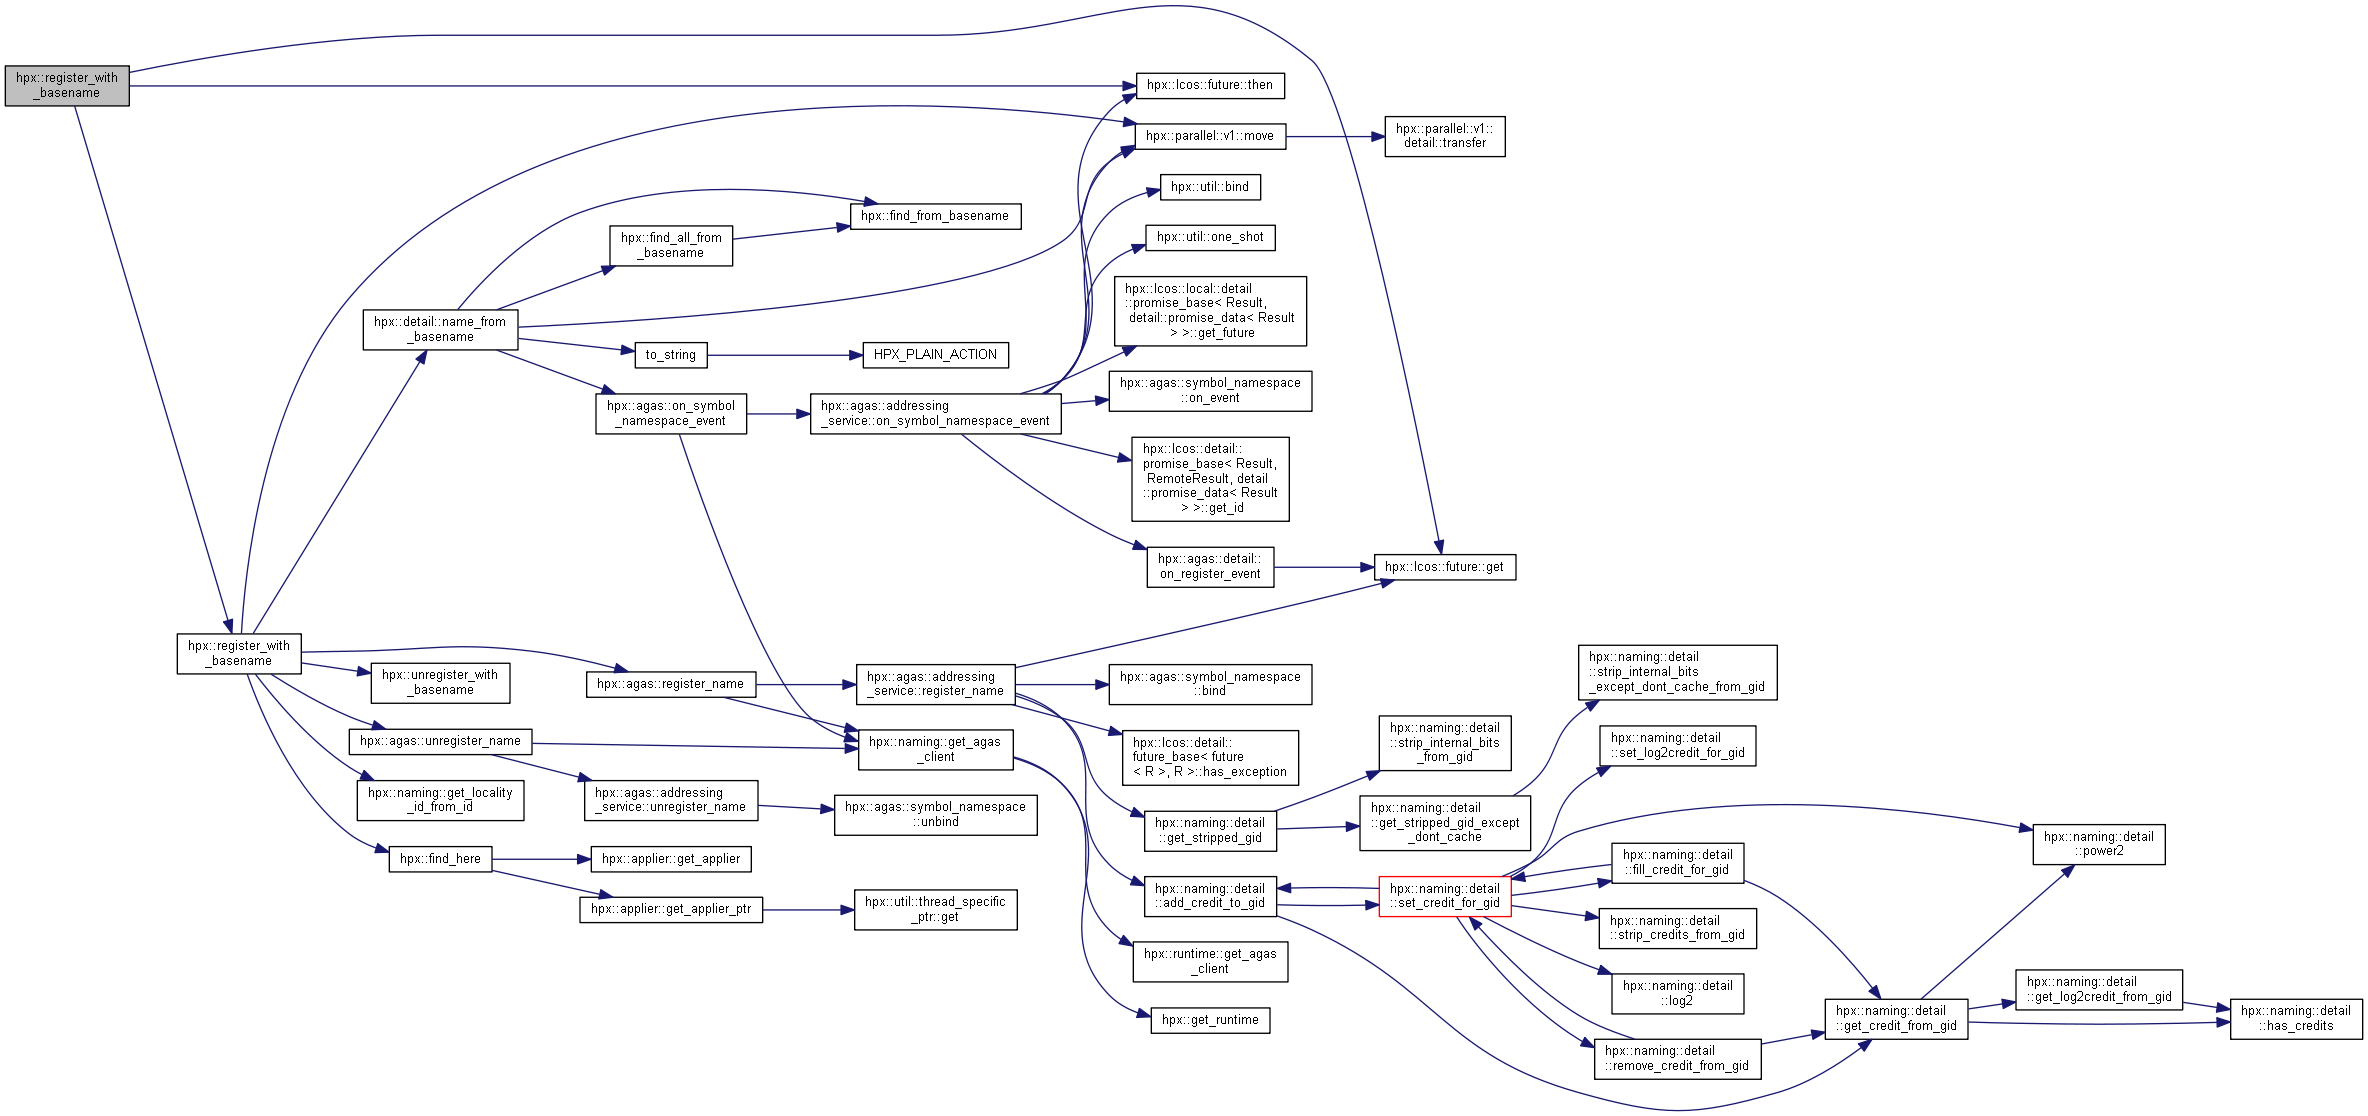 hpx::register_with
_basename
hpx::register_with
_basename
hpx::detail::name_from
_basename
hpx::unregister_with
_basename
hpx::agas::unregister_name
hpx::naming::get_locality
_id_from_id
hpx::find_here
hpx::find_all_from
_basename
to_string
hpx::agas::on_symbol
_namespace_event
hpx::agas::register_name
hpx::agas::addressing
_service::unregister_name
hpx::applier::get_applier
hpx::applier::get_applier_ptr
hpx::find_from_basename
HPX_PLAIN_ACTION
hpx::agas::addressing
_service::on_symbol_namespace_event
hpx::agas::addressing
_service::register_name
hpx::naming::get_agas
_client
hpx::agas::symbol_namespace
::unbind
hpx::util::thread_specific
_ptr::get
hpx::lcos::future::then
hpx::parallel::v1::move
hpx::util::bind
hpx::util::one_shot
hpx::lcos::local::detail
::promise_base< Result,
detail::promise_data< Result
> >::get_future
hpx::agas::symbol_namespace
::on_event
hpx::lcos::detail::
promise_base< Result,
RemoteResult, detail
::promise_data< Result
> >::get_id
hpx::agas::detail::
on_register_event
hpx::agas::symbol_namespace
::bind
hpx::lcos::detail::
future_base< future
< R >, R >::has_exception
hpx::naming::detail
::get_stripped_gid
hpx::naming::detail
::add_credit_to_gid
hpx::runtime::get_agas
_client
hpx::get_runtime
hpx::parallel::v1::
detail::transfer
hpx::lcos::future::get
hpx::naming::detail
::strip_internal_bits
_from_gid
hpx::naming::detail
::get_stripped_gid_except
_dont_cache
hpx::naming::detail
::set_credit_for_gid
hpx::naming::detail
::strip_internal_bits
_except_dont_cache_from_gid
hpx::naming::detail
::set_log2credit_for_gid
hpx::naming::detail
::fill_credit_for_gid
hpx::naming::detail
::strip_credits_from_gid
hpx::naming::detail
::log2
hpx::naming::detail
::remove_credit_from_gid
hpx::naming::detail
::get_credit_from_gid
hpx::naming::detail
::power2
hpx::naming::detail
::get_log2credit_from_gid
hpx::naming::detail
::has_credits